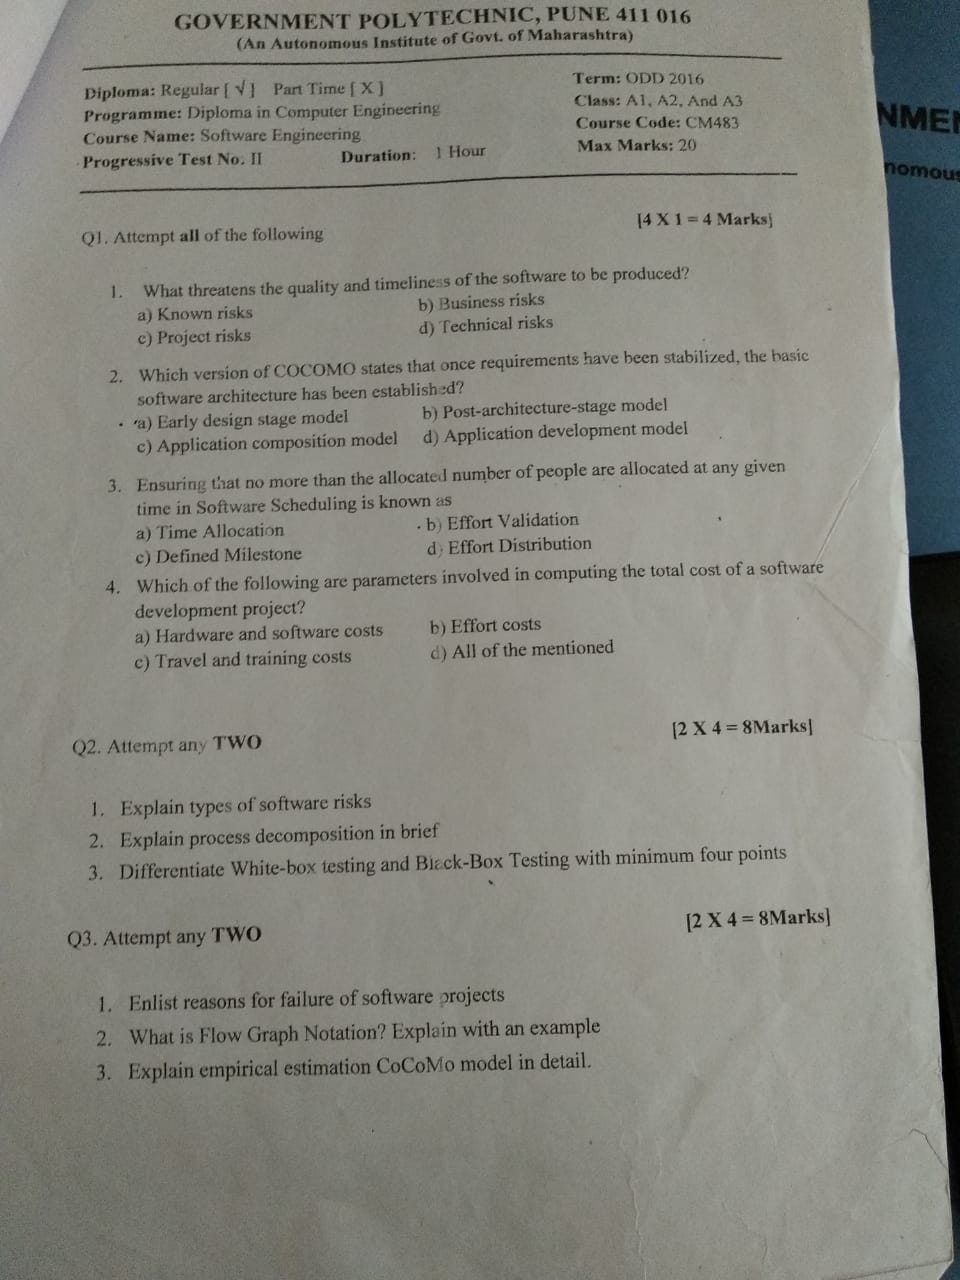 GOVERNMENT POLYTECHNIC, PUNE 411 016
(An Autonomous Institute of Govt. of Maharashtra)
Diploma: Regular [ √ ] Part Time [ X ]
Term: ODD 2016
Programme: Diploma in Computer Engineering
Class: A1, A2, And A3
Course Name: Software Engineering
Course Code: CM483
Progressive Test No. II Duration: 1 Hour
Max Marks: 20
Q1. Attempt all of the following [4 X 1 = 4 Marks]
1. What threatens the quality and timeliness of the software to be produced?
a) Known risks b) Business risks
c) Project risks d) Technical risks
2. Which version of COCOMO states that once requirements have been stabilized, the basic
software architecture has been established?
a) Early design stage model b) Post-architecture-stage model
c) Application composition model d) Application development model
3. Ensuring that no more than the allocated number of people are allocated at any given
time in Software Scheduling is known as
a) Time Allocation b) Effort Validation
c) Defined Milestone d) Effort Distribution
4. Which of the following are parameters involved in computing the total cost of a software
development project?
a) Hardware and software costs b) Effort costs
c) Travel and training costs d) All of the mentioned
Q2. Attempt any TWO [2 X 4 = 8Marks]
1. Explain types of software risks
2. Explain process decomposition in brief
3. Differentiate White-box testing and Black-Box Testing with minimum four points
Q3. Attempt any TWO [2 X 4 = 8Marks]
1. Enlist reasons for failure of software projects
2. What is Flow Graph Notation? Explain with an example
3. Explain empirical estimation CoCoMo model in detail.
NMEN
nomous